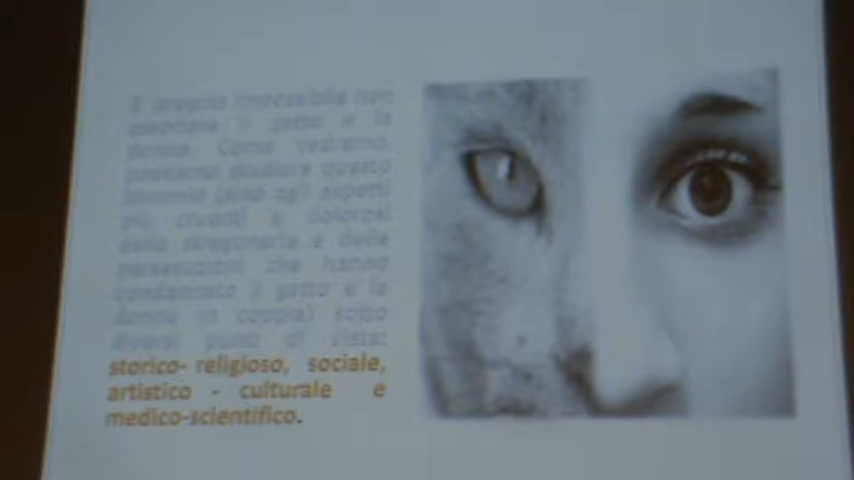 È proprio impossibile non
associare il gatto e la
donna. Come vedremo,
possiamo studiare questo
binomio (sino agli aspetti
più cruenti e dolorosi
della stregoneria e delle
persecuzioni che hanno
condannato il gatto e la
donna in coppia) sotto
diversi punti di vista:
storico- religioso, sociale,
artistico - culturale e
medico-scientifico.